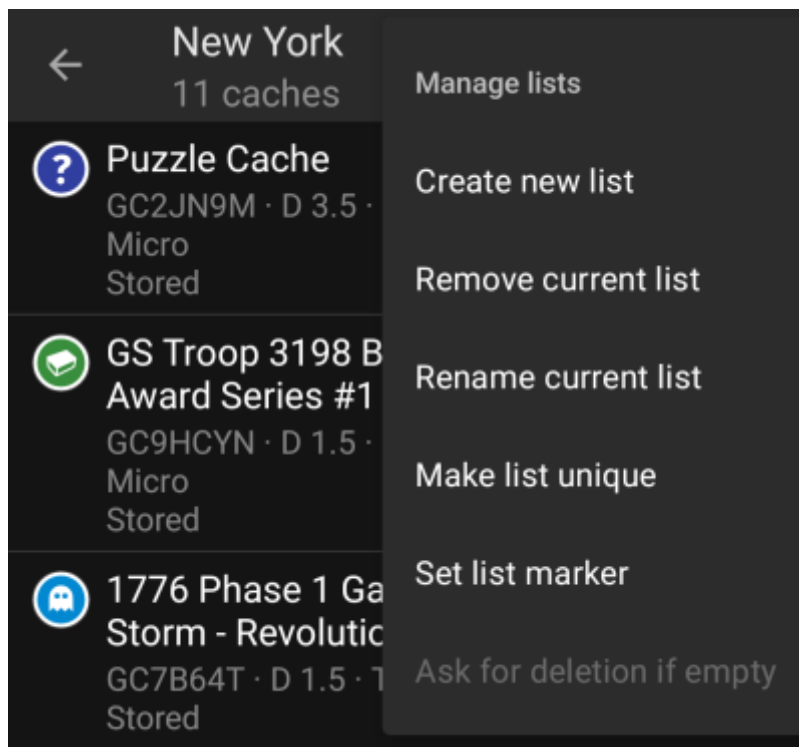 New York
11 caches
Puzzle Cache
GC2JN9M · D 3.5 ·
Micro
Stored
GS Troop 3198 B
Award Series #1
GC9HCYN · D 1.5 ·
Micro
Stored
1776 Phase 1 Ga
Storm - Revolutic
GC7B64T · D 1.5 · T
Stored
Manage lists
Create new list
Remove current list
Rename current list
Make list unique
Set list marker
Ask for deletion if empty